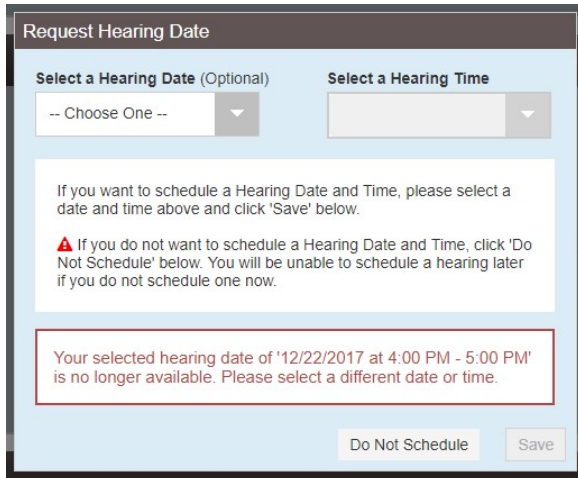 Request Hearing Date
Select a Hearing Date (Optional) Select a Hearing Time
-- Choose One --
If you want to schedule a Hearing Date and Time, please select a
date and time above and click 'Save' below.
If you do not want to schedule a Hearing Date and Time, click 'Do
Not Schedule' below. You will be unable to schedule a hearing later
if you do not schedule one now.
Your selected hearing date of '12/22/2017 at 4:00 PM - 5:00 PM'
is no longer available. Please select a different date or time.
Do Not Schedule Save